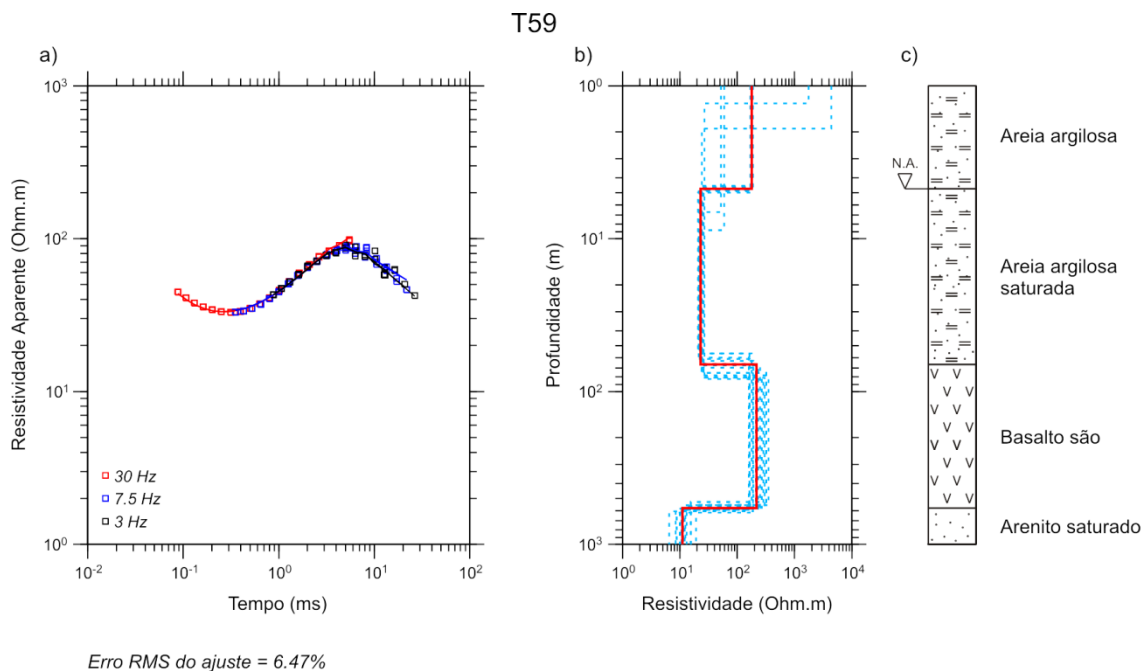 T59
a)
10³
10²
10¹
10⁰
Resistividade Aparente (Ohm.m)
30 Hz
7.5 Hz
3 Hz
10⁻²
10⁻¹
10⁰
10¹
10²
Tempo (ms)
Erro RMS do ajuste = 6.47%
b)
10⁰
10¹
10²
10³
Profundidade (m)
10⁰
10¹
10²
10³
10⁴
Resistividade (Ohm.m)
c)
N.A.
Areia argilosa
Areia argilosa
saturada
Basalto são
Arenito saturado